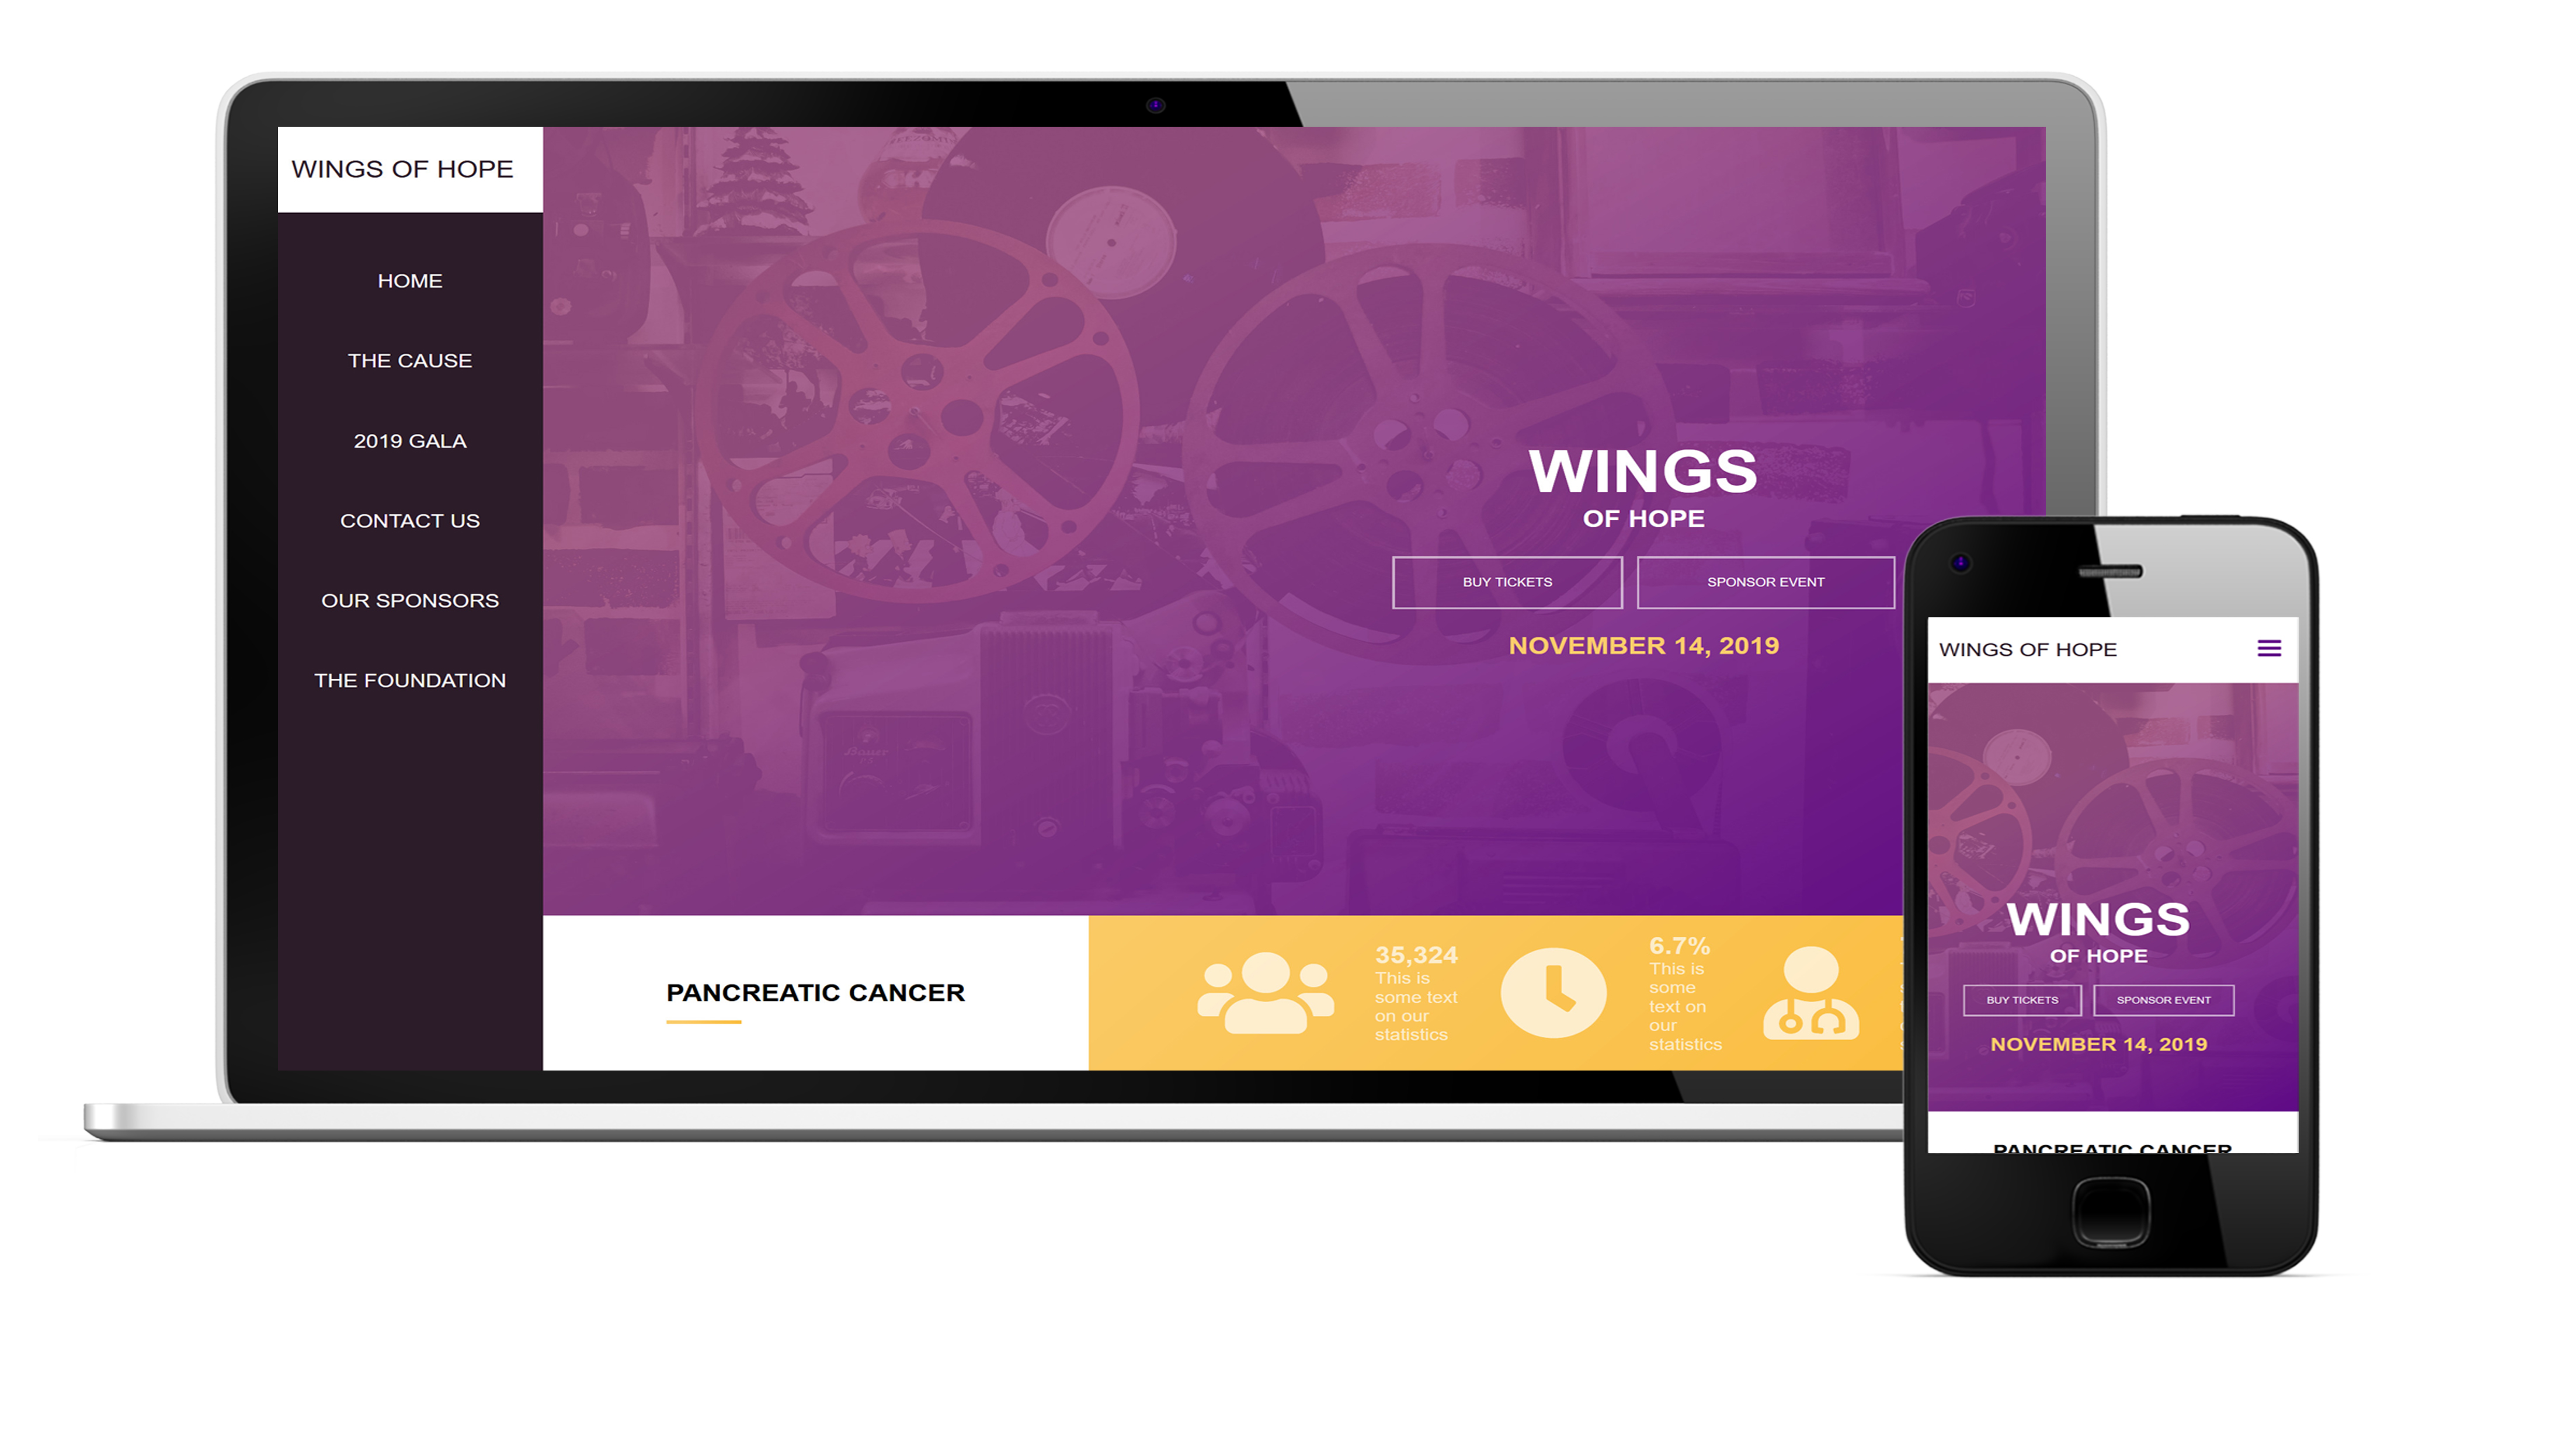 WINGS OF HOPE
HOME
THE CAUSE
2019 GALA
CONTACT US
OUR SPONSORS
THE FOUNDATION
WINGS
OF HOPE
BUY TICKETS
SPONSOR EVENT
NOVEMBER 14, 2019
Bauer
PANCREATIC CANCER
35,324
This is
some text
on our
statistics
6.7%
This is
some
text on
our
statistics
WINGS OF HOPE
WINGS
OF HOPE
BUY TICKETS
SPONSOR EVENT
NOVEMBER 14, 2019
PANCREATIC CANCER